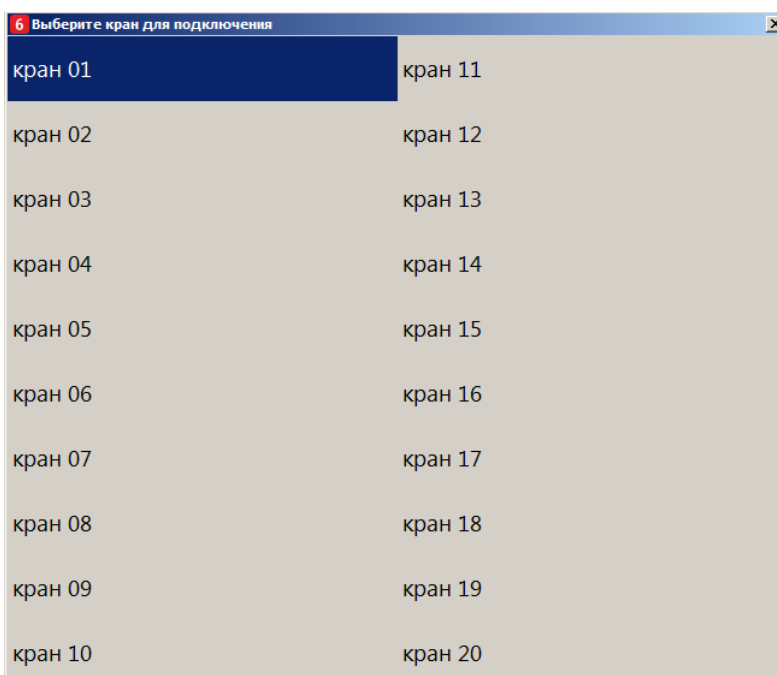 6 Выберите кран для подключения
кран 01
кран 02
кран 03
кран 04
кран 05
кран 06
кран 07
кран 08
кран 09
кран 10
кран 11
кран 12
кран 13
кран 14
кран 15
кран 16
кран 17
кран 18
кран 19
кран 20